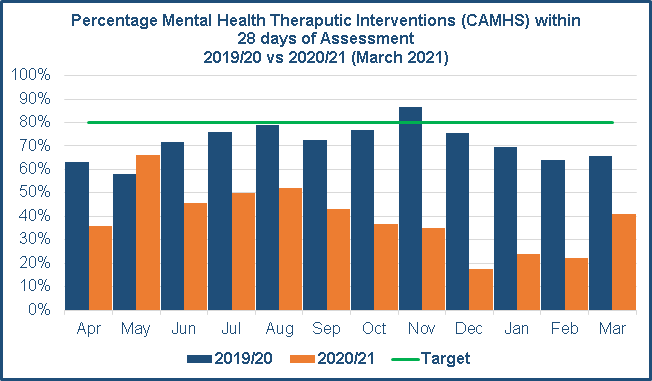 Percentage Mental Health Theraputic Interventions (CAMHS) within
28 days of Assessment
2019/20 vs 2020/21 (March 2021)
100%
90%
80%
70%
60%
50%
40%
30%
20%
10%
0%
Apr May Jun Jul Aug Sep Oct Nov Dec Jan Feb Mar
2019/20 2020/21 Target